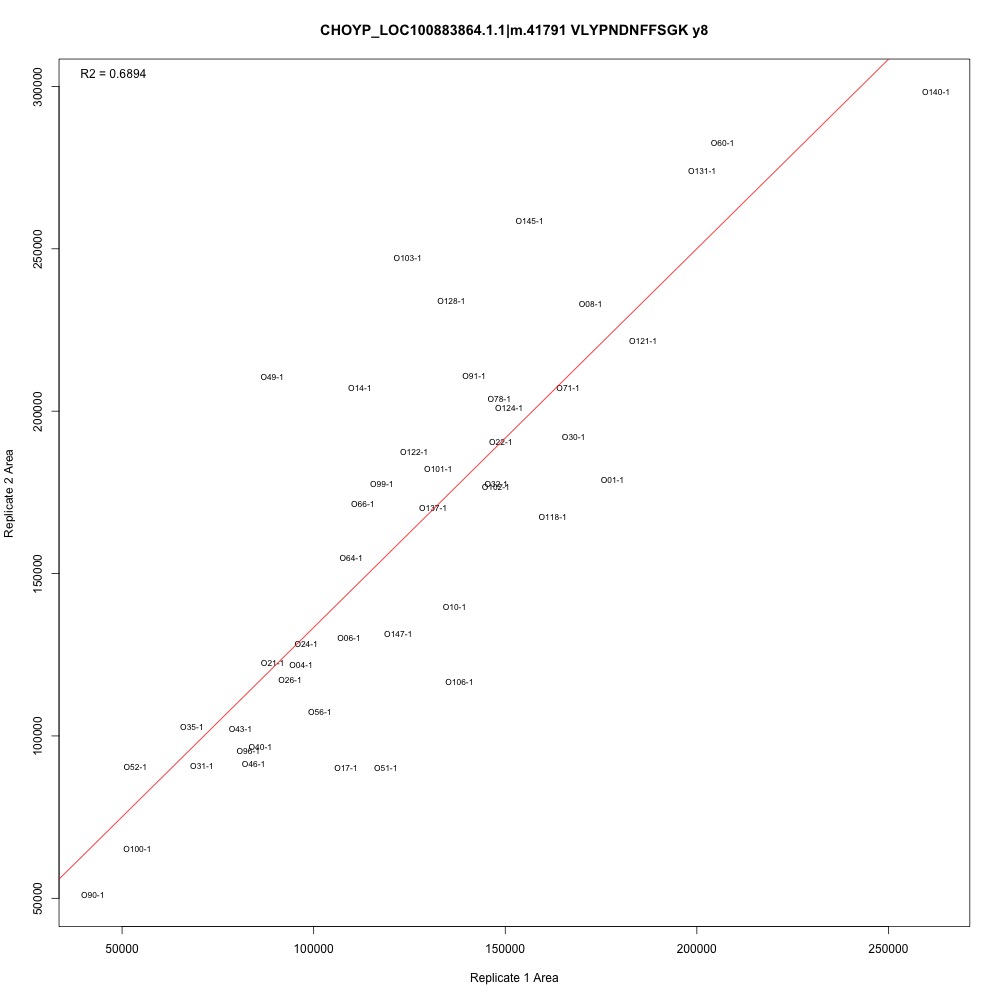 CHOYP_LOC100883864.1.1|m.41791 VLYPNDNFFSGK y8
R2 = 0.6894
300000
O140-1
O60-1
O131-1
O145-1
250000
O103-1
O128-1
O08-1
O121-1
O49-1
O91-1
O14-1
O71-1
O78-1
200000
O124-1
O30-1
O22-1
O122-1
O101-1
O01-1
O99-1
O32-1
O102-1
O66-1
O137-1
O118-1
Replicate 2 Area
O64-1
150000
O10-1
O147-1
O06-1
O24-1
O21-1
O04-1
O26-1
O106-1
O56-1
O35-1
O43-1
100000
O40-1
O96-1
O46-1
O52-1
O31-1
O17-1
O51-1
O100-1
O90-1
50000
50000
100000
150000
200000
250000
Replicate 1 Area